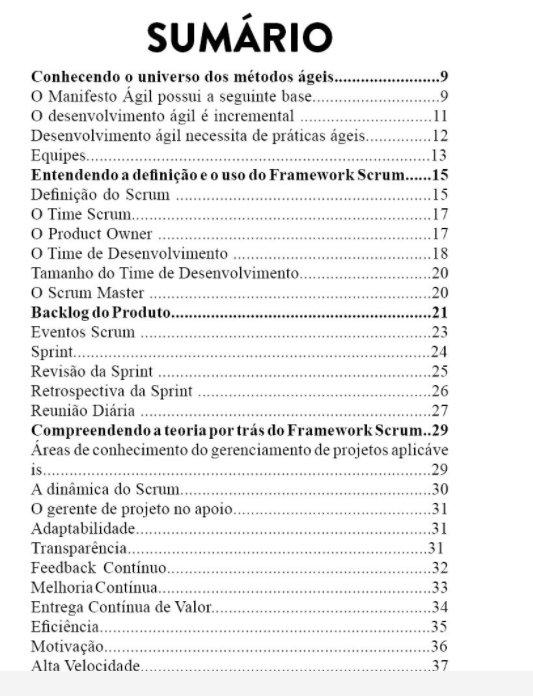 SUMÁRIO
Conhecendo o universo dos métodos ágeis........................9
O Manifesto Ágil possui a seguinte base.............................9
O desenvolvimento ágil é incremental ..............................11
Desenvolvimento ágil necessita de práticas ágeis...............12
Equipes..............................................................................13
Entendendo a definição e o uso do Framework Scrum......15
Definição do Scrum ..........................................................15
O Time Scrum....................................................................17
O Product Owner ..............................................................17
O Time de Desenvolvimento .............................................18
Tamanho do Time de Desenvolvimento..............................20
O Scrum Master ................................................................20
Backlog do Produto...........................................................21
Eventos Scrum ..................................................................23
Sprint.................................................................................24
Revisão da Sprint ..............................................................25
Retrospectiva da Sprint .....................................................26
Reunião Diária ..................................................................27
Compreendendo a teoria por trás do Framework Scrum..29
Áreas de conhecimento do gerenciamento de projetos aplicáve
is........................................................................................29
A dinâmica do Scrum.........................................................30
O gerente de projeto no apoio.............................................31
Adaptabilidade...................................................................31
Transparência....................................................................31
Feedback Contínuo............................................................32
Melhoria Contínua..............................................................33
Entrega Contínua de Valor..................................................34
Eficiência...........................................................................35
Motivação..........................................................................36
Alta Velocidade..................................................................37